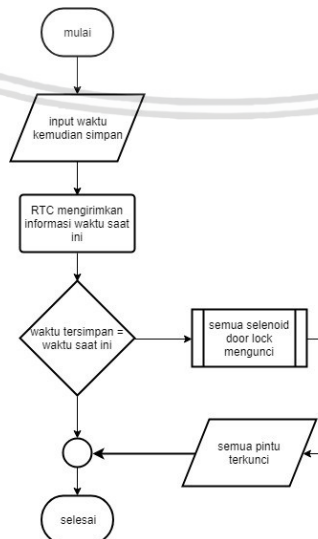 mulai
input waktu
kemudian simpan
RTC mengirimkan
informasi waktu saat
ini
waktu tersimpan =
waktu saat ini
semua selenoid
door lock
mengunci
semua pintu
terkunci
selesai